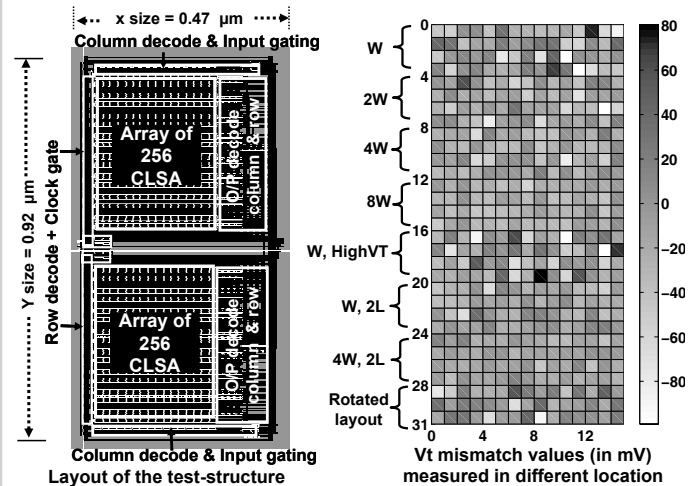 x size = 0.47 μm
Column decode & Input gating
Y size = 0.92 μm
Row decode + Clock gate
Array of
256
CLSA
O/P decode
column & row
Array of
256
CLSA
O/P decode
column & row
Column decode & Input gating
Layout of the test-structure
W
2W
4W
8W
W, HighVT
W, 2L
4W, 2L
Rotated
layout
0
4
8
12
16
20
24
28
31
0 4 8 12
80
60
40
20
0
-20
-40
-60
-80
Vt mismatch values (in mV)
measured in different location